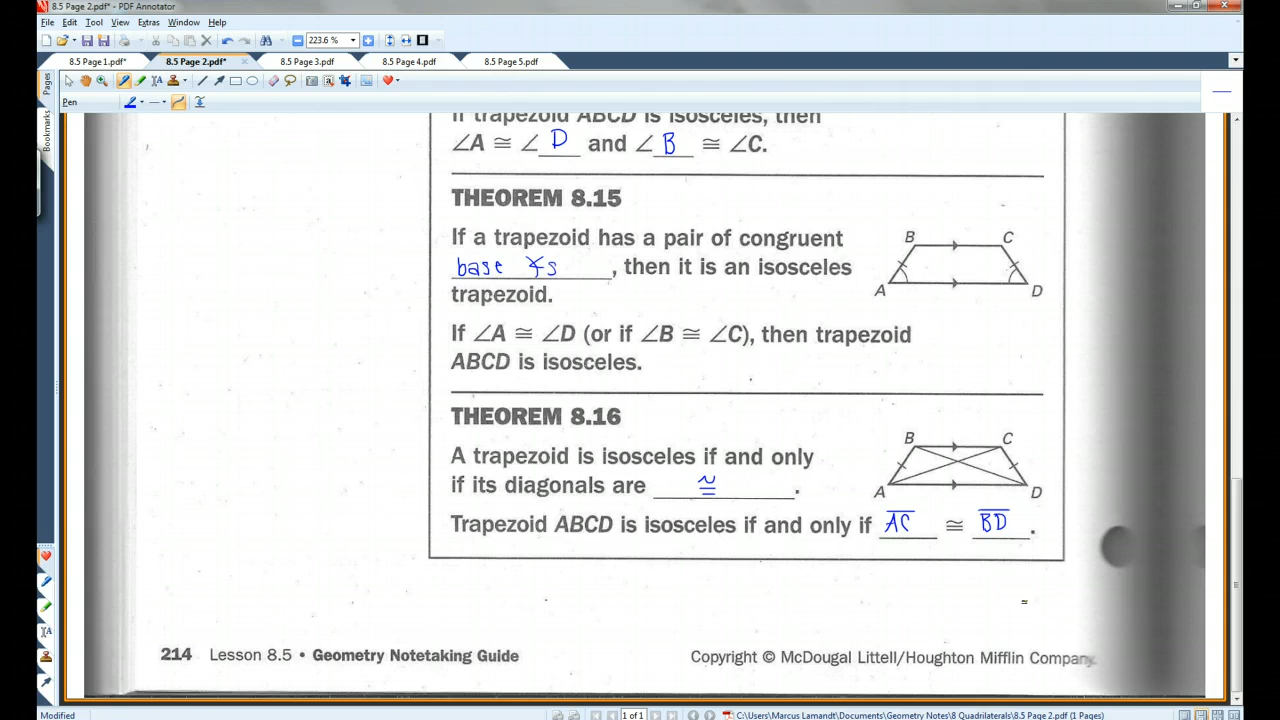 8.5 Page 2.pdf* - PDF Annotator
File Edit Tools View Extras Window Help
223.6 %
8.5 Page 1.pdf* 8.5 Page 2.pdf* 8.5 Page 3.pdf 8.5 Page 4.pdf 8.5 Page 5.pdf
Pen
Pages
Bookmarks
If trapezoid ABCD is isosceles, then
∠A ≅ ∠ D and ∠ B ≅ ∠C.
THEOREM 8.15
If a trapezoid has a pair of congruent
base ∡s, then it is an isosceles
trapezoid.
B C
A D
If ∠A ≅ ∠D (or if ∠B ≅ ∠C), then trapezoid
ABCD is isosceles.
THEOREM 8.16
A trapezoid is isosceles if and only
if its diagonals are ≅.
B C
A D
Trapezoid ABCD is isosceles if and only if A̅C̅ ≅ B̅D̅.
214 Lesson 8.5 • Geometry Notetaking Guide
Copyright © McDougal Littell/Houghton Mifflin Company.
Modified
1 of 1
C:\Users\Marcus Lamandt\Documents\Geometry Notes\8 Quadrilaterals\8.5 Page 2.pdf (1 Pages)